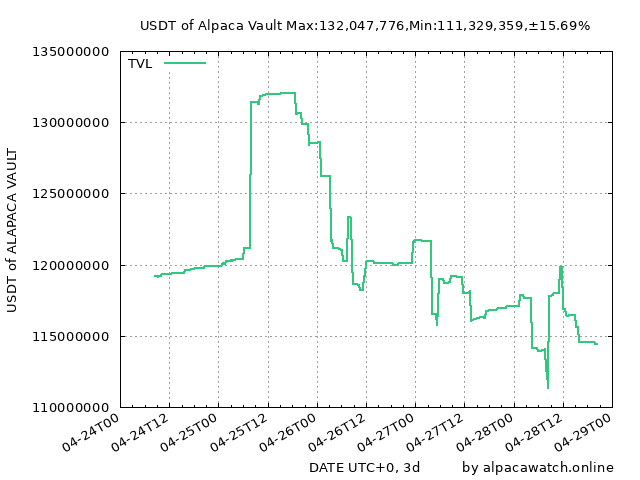 USDT of Alpaca Vault Max:132,047,776,Min:111,329,359,±15.69%
TVL
135000000
130000000
125000000
120000000
115000000
110000000
USDT of ALAPACA VAULT
04-24T00
04-24T12
04-25T00
04-25T12
04-26T00
04-26T12
04-27T00
04-27T12
04-28T00
04-28T12
04-29T00
DATE UTC+0, 3d
by alpacawatch.online